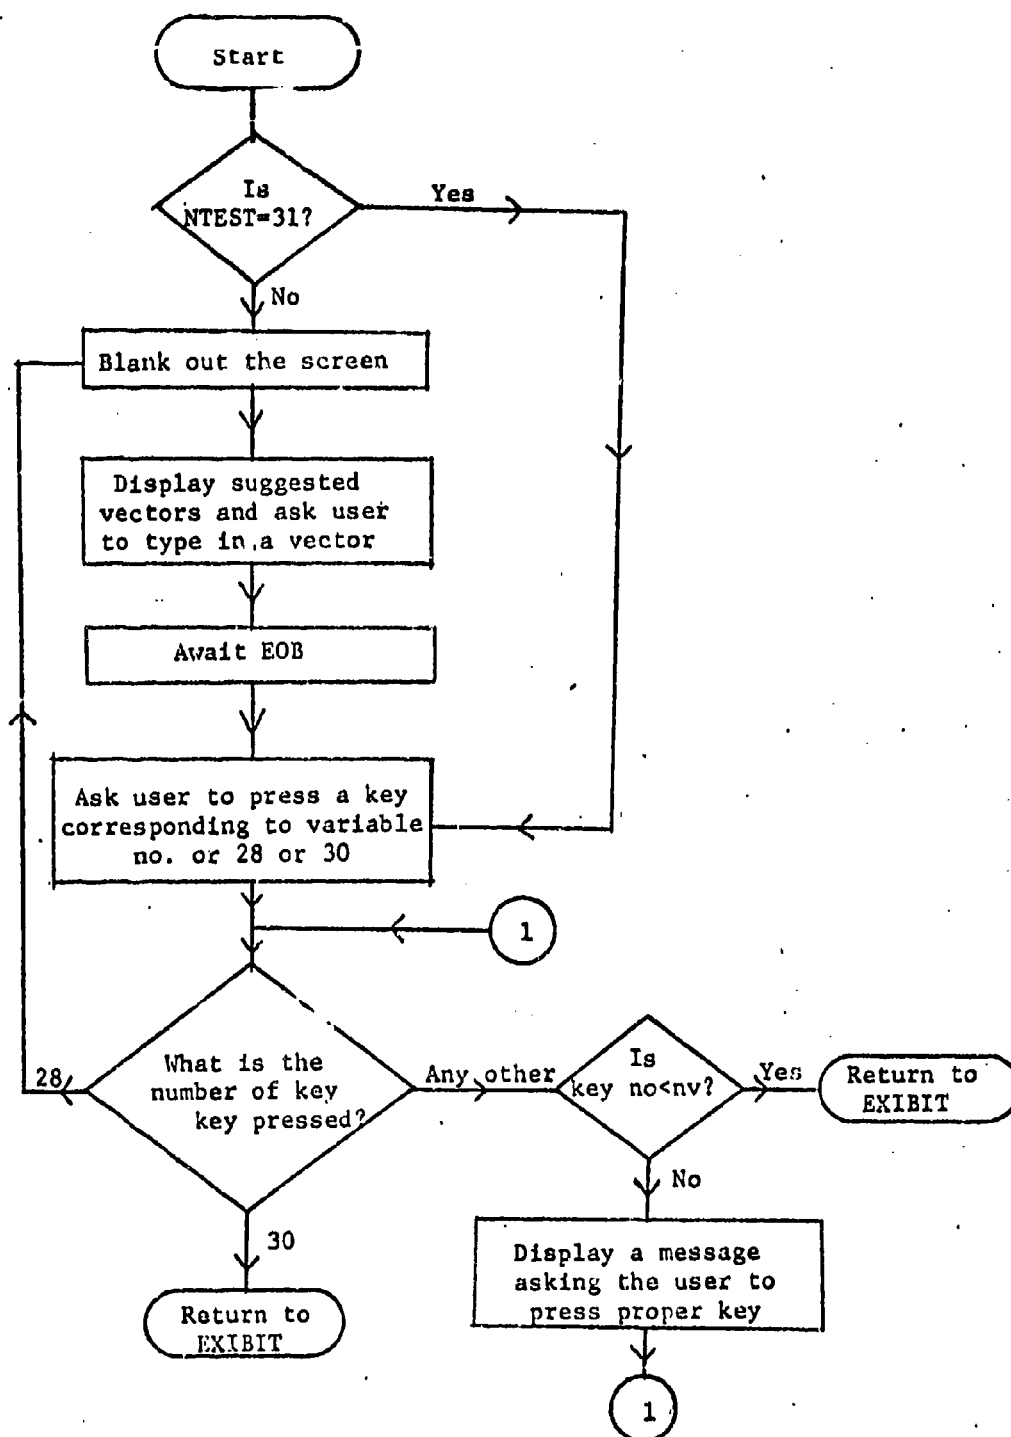 Start
Is
NTEST=31?
Yes
No
Blank out the screen
Display suggested
vectors and ask user
to type in a vector
Await EOB
Ask user to press a key
corresponding to variable
no. or 28 or 30
1
What is the
number of key
key pressed?
28
Any other
Is
key no<nv?
Yes
Return to
EXIBIT
No
30
Display a message
asking the user to
press proper key
Return to
EXIBIT
1